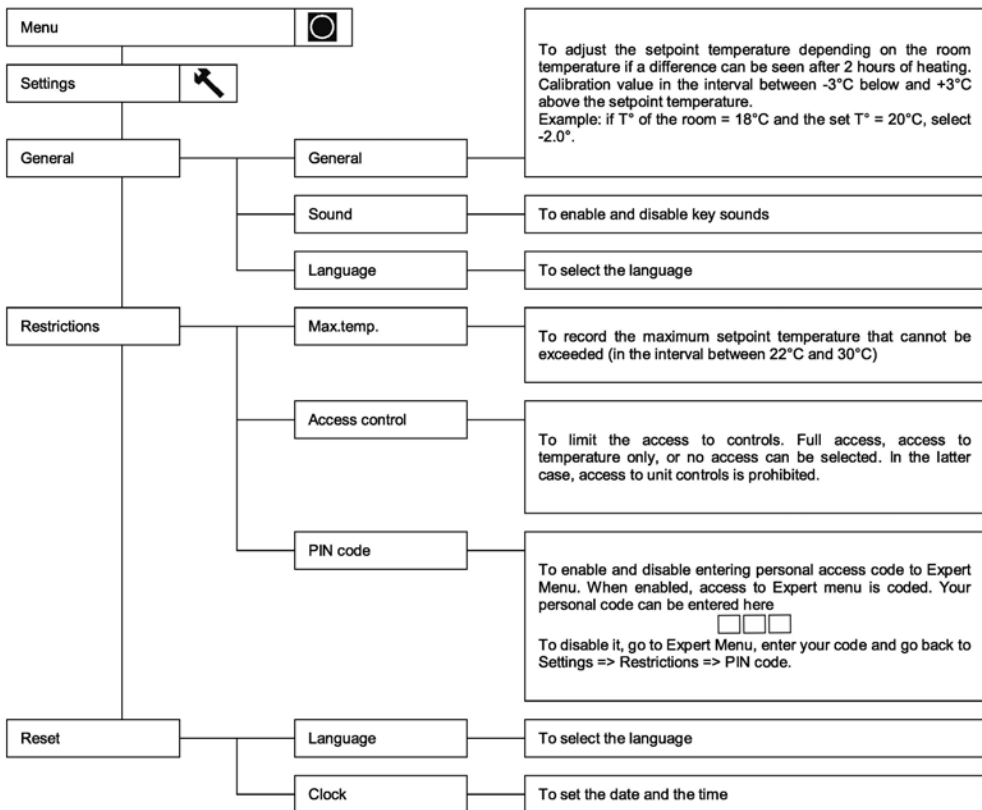 Menu
Settings
General
General
To adjust the setpoint temperature depending on the room
temperature if a difference can be seen after 2 hours of heating.
Calibration value in the interval between -3°C below and +3°C
above the setpoint temperature.
Example: if T° of the room = 18°C and the set T° = 20°C, select
-2.0°.
Sound
To enable and disable key sounds
Language
To select the language
Restrictions
Max.temp.
To record the maximum setpoint temperature that cannot be
exceeded (in the interval between 22°C and 30°C)
Access control
To limit the access to controls. Full access, access to
temperature only, or no access can be selected. In the latter
case, access to unit controls is prohibited.
PIN code
To enable and disable entering personal access code to Expert
Menu. When enabled, access to Expert menu is coded. Your
personal code can be entered here
To disable it, go to Expert Menu, enter your code and go back to
Settings => Restrictions => PIN code.
Reset
Language
To select the language
Clock
To set the date and the time